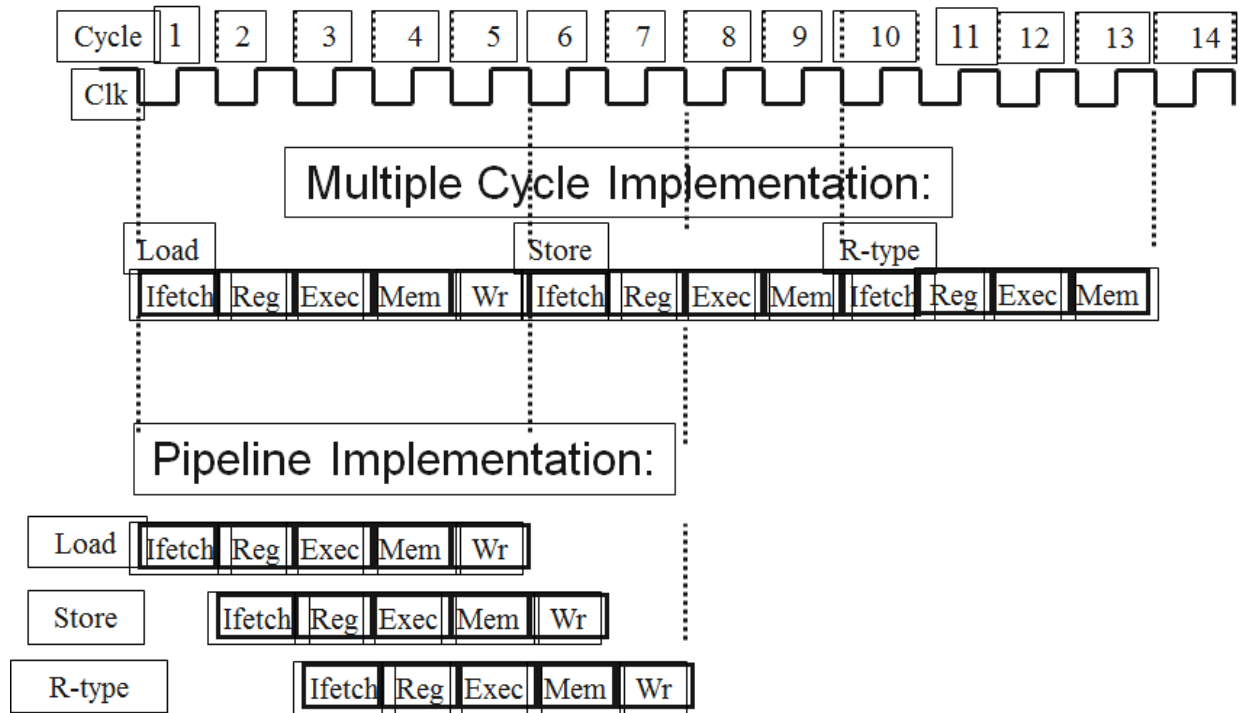 Cycle 1 2 3 4 5 6 7 8 9 10 11 12 13 14
Clk
Multiple Cycle Implementation:
Load Store R-type
Ifetch Reg Exec Mem Wr Ifetch Reg Exec Mem Ifetch Reg Exec Mem
Pipeline Implementation:
Load Ifetch Reg Exec Mem Wr
Store Ifetch Reg Exec Mem Wr
R-type Ifetch Reg Exec Mem Wr